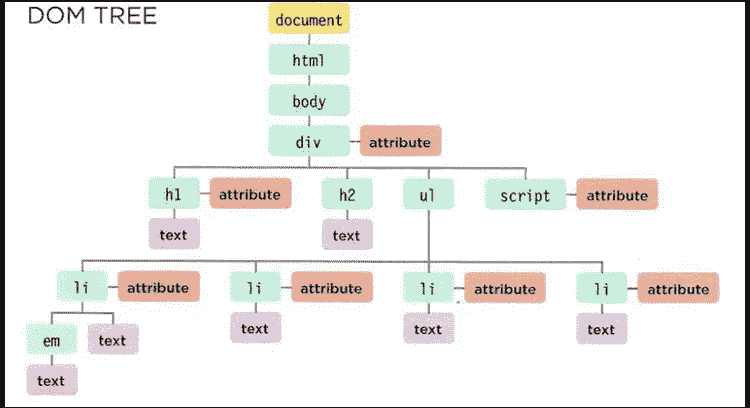 DOM TREE
document
html
body
div attribute
h1 attribute h2 ul script attribute
text text
li attribute li attribute li attribute li attribute
em text text text text
text